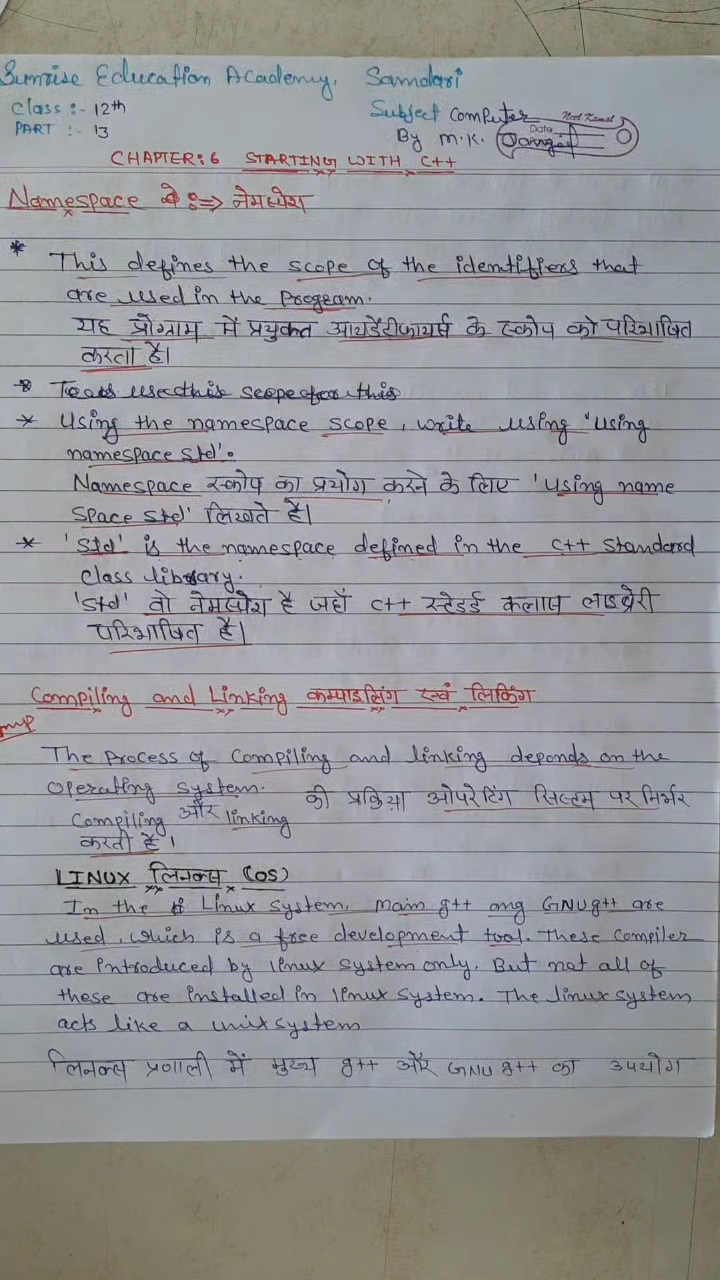 Sunrise Education Academy, Samdari
Class :- 12th
Subject Computer
Neel Kamal
PART :- 13
By M.K.
Date
CHAPTER: 6 STARTING WITH C++
Namespace :=> नेमस्पेश
* This defines the scope of the identifiers that
are used in the program.
यह प्रोग्राम में प्रयुक्त आयडेंटीफायर्स के स्कोप को परिभाषित
करता है।
* Using the namespace scope, write using 'using
namespace std'.
Namespace स्कोप का प्रयोग करने के लिए 'using name
space std' लिखते है।
* 'std' is the namespace defined in the C++ standard
class library.
'std' वो नेमस्पेश है जहाँ C++ स्टेडर्ड कलास लाइब्रेरी
परिभाषित है।
Compiling and Linking कम्पाइलिंग एवं लिकिंग
Imp
The process of Compiling and linking depends on the
operating system.
Compiling और linking की प्रक्रिया ओपरेटिंग सिस्टम पर निर्भर
करती है।
LINUX लिनक्स (OS)
In the Linux system, main g++ ang GNU g++ are
used, which is a free development tool. These compiler
are introduced by linux system only. But not all of
these are installed in linux system. The linux system
acts like a unix system
लिनक्स प्रणाली में मुख्य g++ और GNU g++ का उपयोग